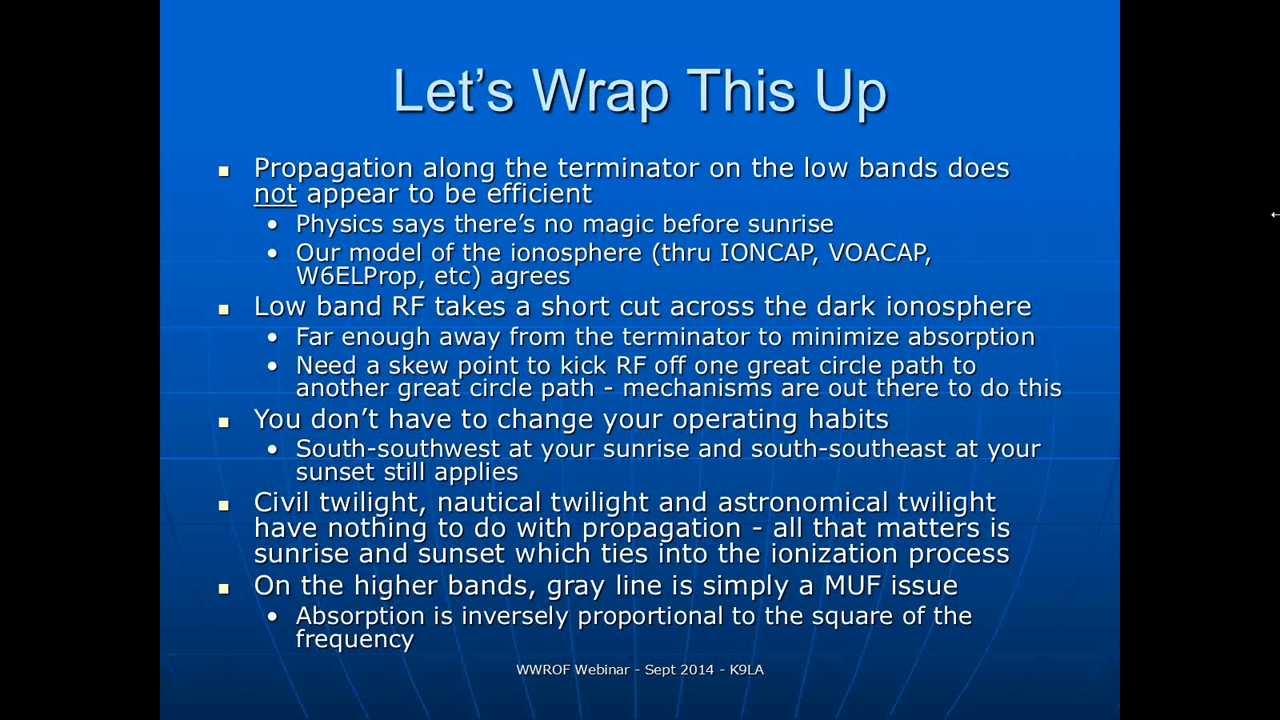 Let's Wrap This Up
Propagation along the terminator on the low bands does
not appear to be efficient
Physics says there's no magic before sunrise
Our model of the ionosphere (thru IONCAP, VOACAP,
W6ELProp, etc) agrees
Low band RF takes a short cut across the dark ionosphere
Far enough away from the terminator to minimize absorption
Need a skew point to kick RF off one great circle path to
another great circle path - mechanisms are out there to do this
You don't have to change your operating habits
South-southwest at your sunrise and south-southeast at your
sunset still applies
Civil twilight, nautical twilight and astronomical twilight
have nothing to do with propagation - all that matters is
sunrise and sunset which ties into the ionization process
On the higher bands, gray line is simply a MUF issue
Absorption is inversely proportional to the square of the
frequency
WWROF Webinar - Sept 2014 - K9LA